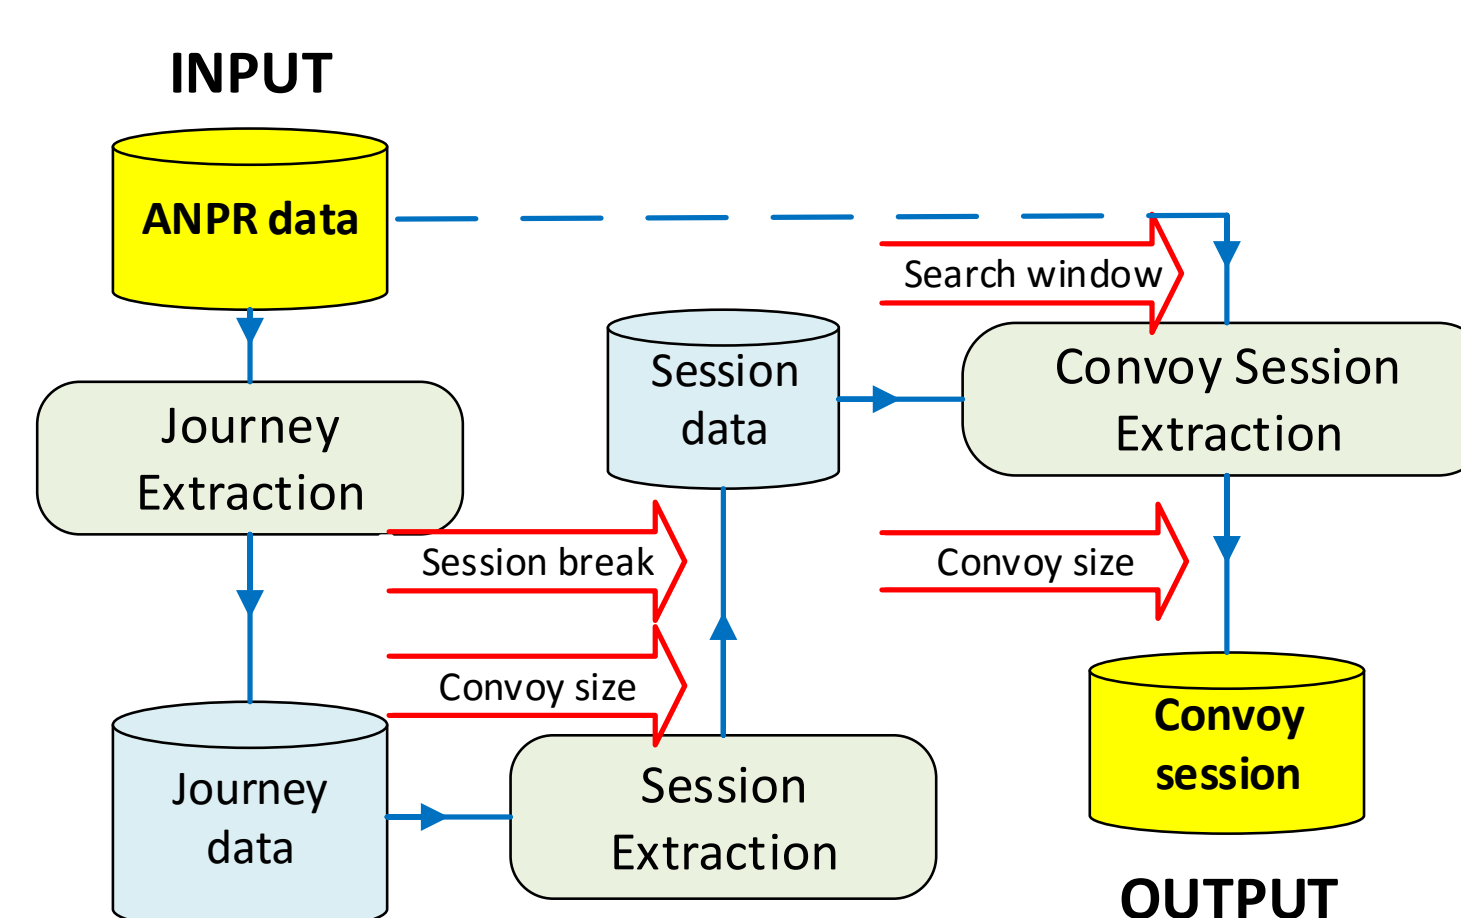 INPUT
ANPR data
Search window
Session
data
Convoy Session
Extraction
Journey
Extraction
Session break
Convoy size
Convoy size
Convoy
session
Journey
data
Session
Extraction
OUTPUT